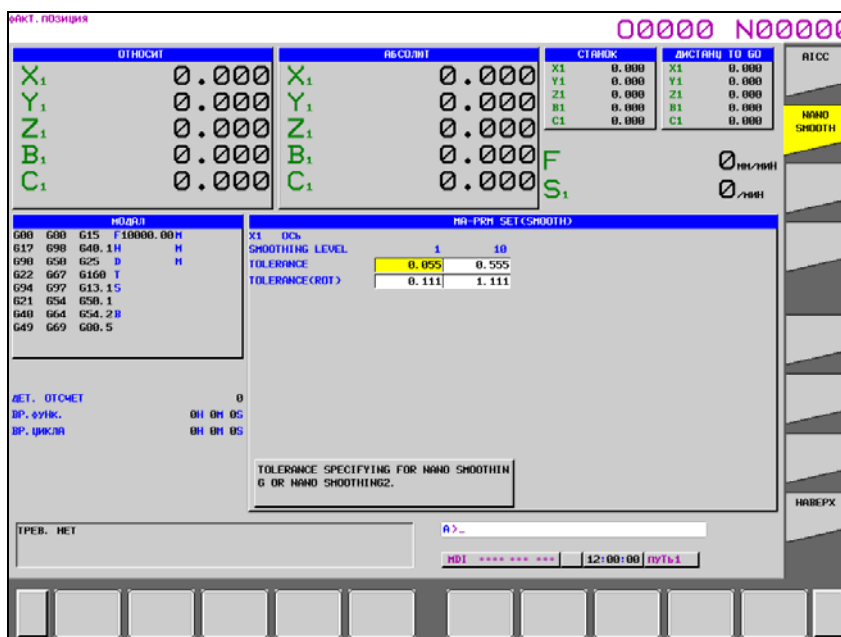 ФАКТ.ПОЗИЦИЯ
O0000 N00000
ОТНОСИТ
X1 0.000
Y1 0.000
Z1 0.000
B1 0.000
C1 0.000
АБСОЛЮТ
X1 0.000
Y1 0.000
Z1 0.000
B1 0.000
C1 0.000
СТАНОК
X1 0.000
Y1 0.000
Z1 0.000
B1 0.000
C1 0.000
ДИСТАНЦ TO GO
X1 0.000
Y1 0.000
Z1 0.000
B1 0.000
C1 0.000
F 0 ММ/МИН
S1 0 /МИН
AICC
NANO
SMOOTH
НАВЕРХ
МОДАЛ
G00 G80 G15 F10000.00 M
G17 G98 G40.1 H M
G90 G50 G25 D M
G22 G67 G160 T
G94 G97 G13.1 S
G21 G54 G50.1
G40 G64 G54.2 B
G49 G69 G80.5
ДЕТ. ОТСЧЕТ 0
ВР.ФУНК. 0H 0M 0S
ВР.ЦИКЛА 0H 0M 0S
MA-PRM SET(SMOOTH)
X1 ОСЬ
SMOOTHING LEVEL 1 10
TOLERANCE 0.055 0.555
TOLERANCE(ROT) 0.111 1.111
TOLERANCE SPECIFYING FOR NANO SMOOTHIN
G OR NANO SMOOTHING2.
ТРЕВ. НЕТ
A>_
MDI **** *** *** 12:00:00 ПУТЬ1